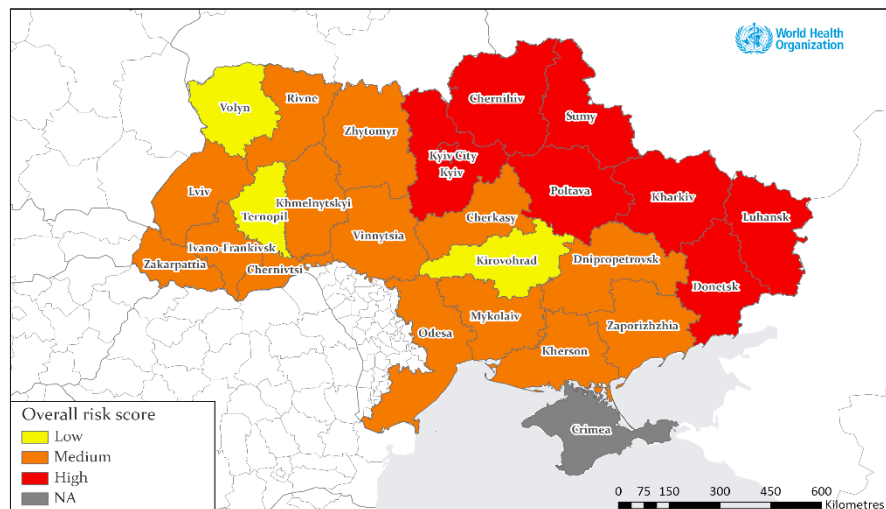 World Health
Organization
Volyn
Rivne
Zhytomyr
Chernihiv
Sumy
Kyiv City
Kyiv
Lviv
Ternopil
Khmelnytskyi
Poltava
Kharkiv
Luhansk
Cherkasy
Vinnytsia
Ivano-Frankivsk
Zakarpattia
Chernivtsi
Kirovohrad
Dnipropetrovsk
Donetsk
Odesa
Mykolaiv
Zaporizhzhia
Kherson
Crimea
Overall risk score
Low
Medium
High
NA
0 75 150 300 450 600
Kilometres